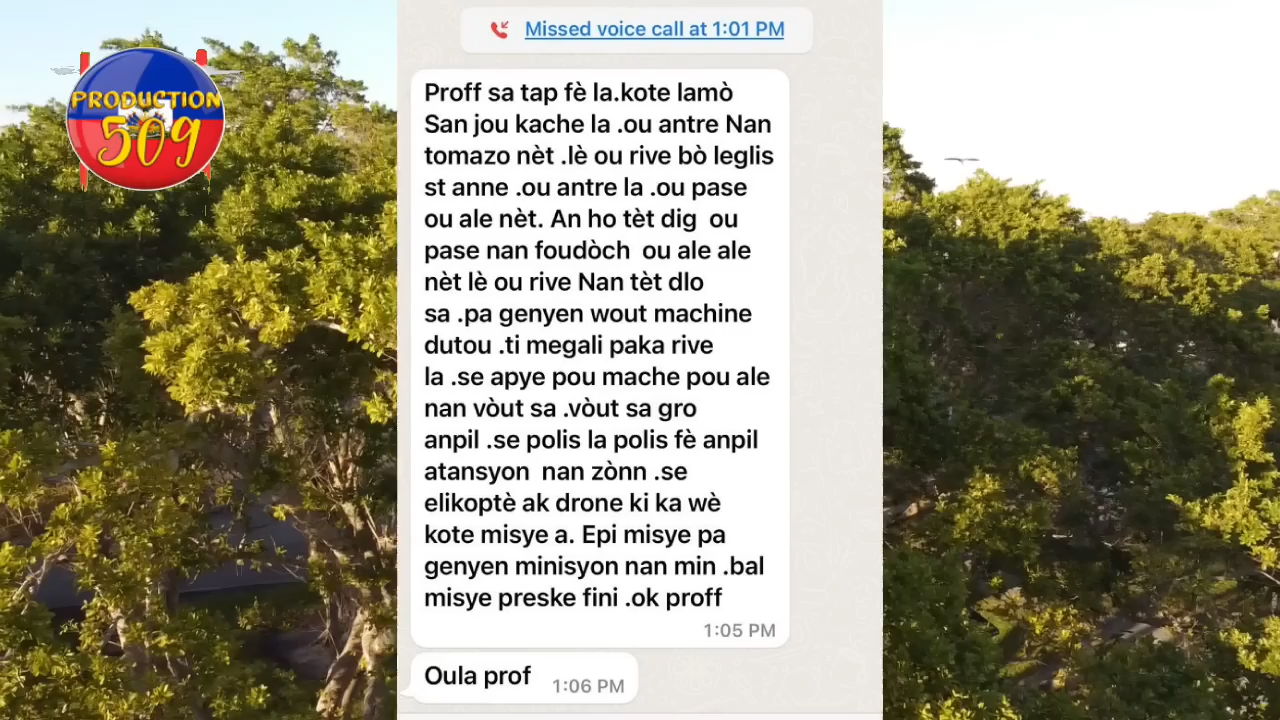 PRODUCTION
509
Missed voice call at 1:01 PM
Proff sa tap fè la.kote lamò
San jou kache la .ou antre Nan
tomazo nèt .lè ou rive bò leglis
st anne .ou antre la .ou pase
ou ale nèt. An ho tèt dig  ou
pase nan foudòch  ou ale ale
nèt lè ou rive Nan tèt dlo
sa .pa genyen wout machine
dutou .ti megali paka rive
la .se apye pou mache pou ale
nan vòut sa .vòut sa gro
anpil .se polis la polis fè anpil
atansyon  nan zònn .se
elikoptè ak drone ki ka wè
kote misye a. Epi misye pa
genyen minisyon nan min .bal
misye preske fini .ok proff
1:05 PM
Oula prof
1:06 PM